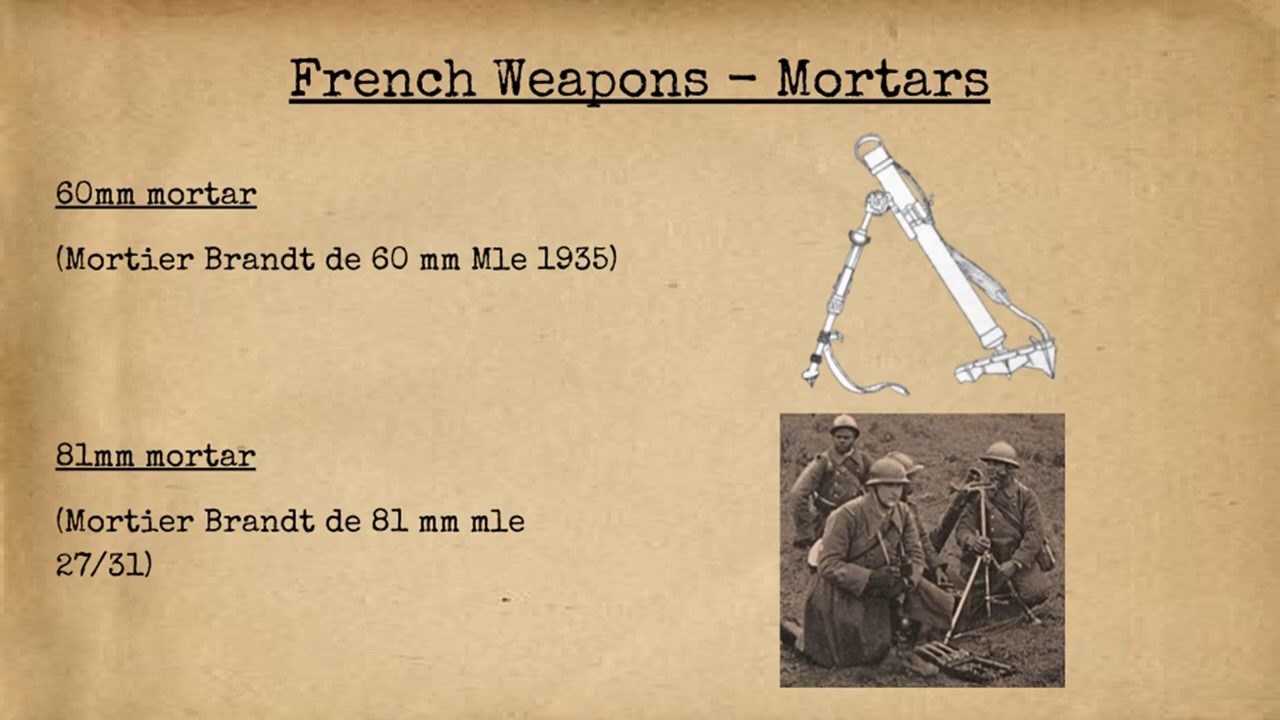 French Weapons – Mortars
60mm mortar
(Mortier Brandt de 60 mm Mle 1935)
81mm mortar
(Mortier Brandt de 81 mm mle
27/31)